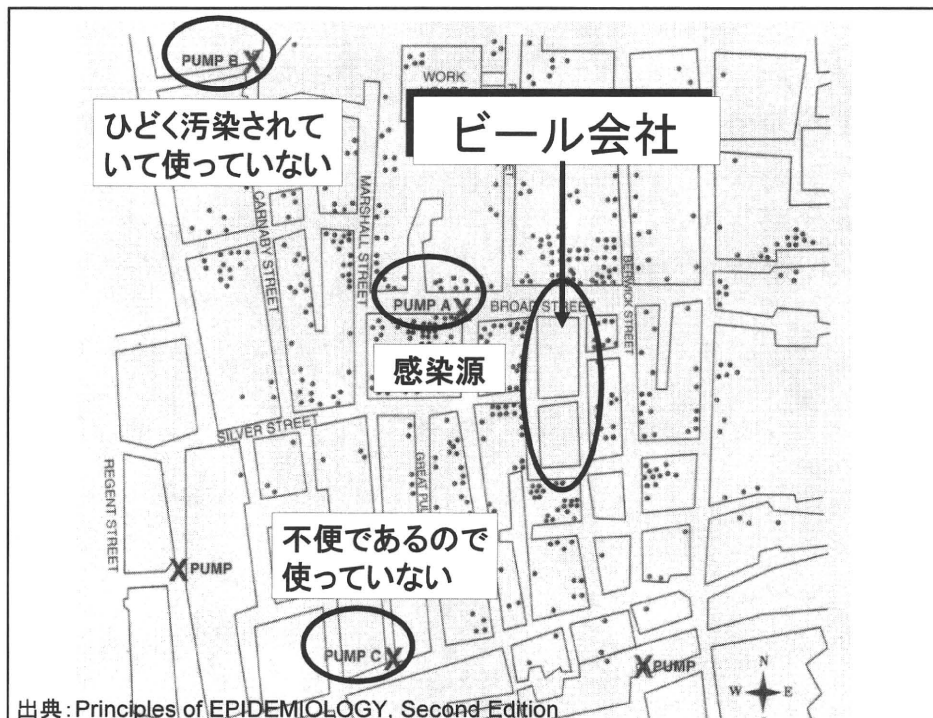 PUMP B
WORK
ひどく汚染されて
いて使っていない
ビール会社
CARNABY STREET
MARSHALL STREET
BERWICK STREET
PUMP A
BROAD STREET
感染源
SILVER STREET
REGENT STREET
GREAT
不便であるので
使っていない
PUMP
PUMP C
PUMP
N
W
E
出典:Principles of EPIDEMIOLOGY, Second Edition